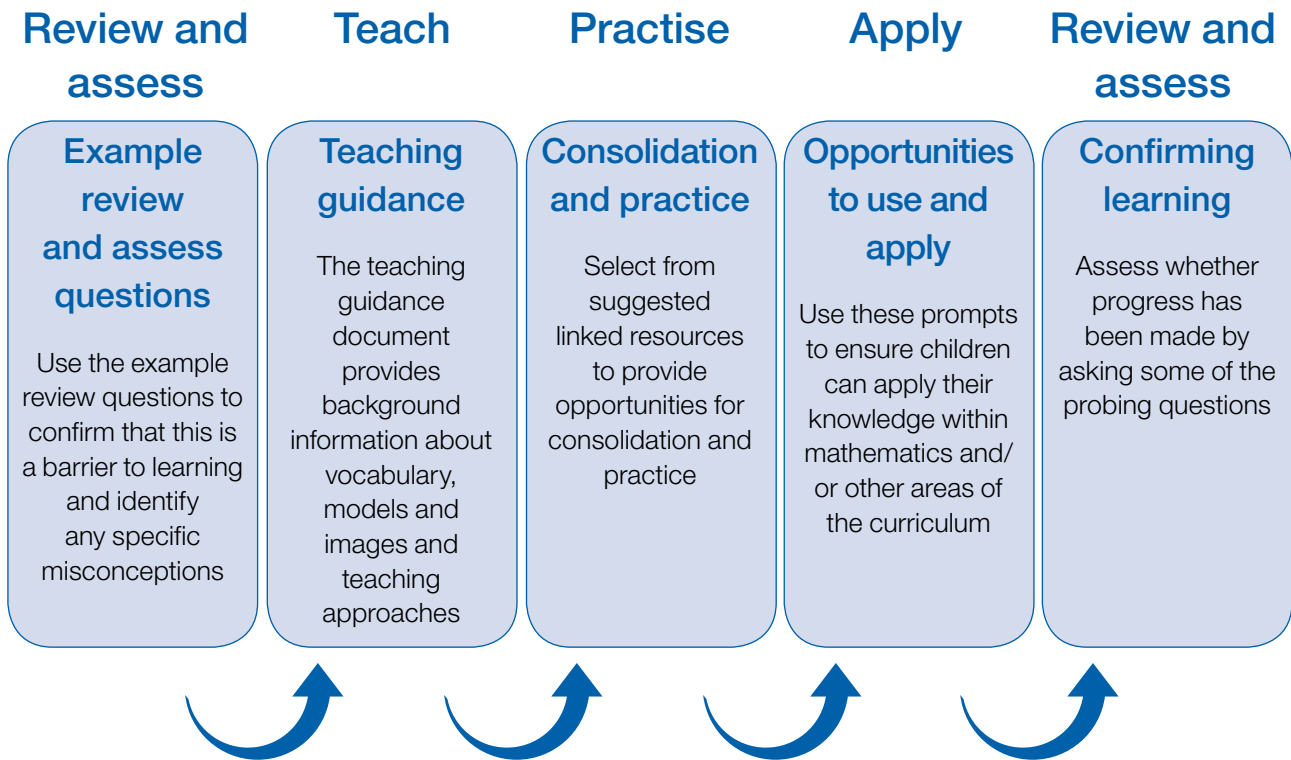 Review and
assess
Teach
Practise
Apply
Review and
assess
Example
review
and assess
questions
Use the example
review questions to
confirm that this is
a barrier to learning
and identify
any specific
misconceptions
Teaching
guidance
The teaching
guidance
document
provides
background
information about
vocabulary,
models and
images and
teaching
approaches
Consolidation
and practice
Select from
suggested
linked resources
to provide
opportunities for
consolidation and
practice
Opportunities
to use and
apply
Use these prompts
to ensure children
can apply their
knowledge within
mathematics and/
or other areas of
the curriculum
Confirming
learning
Assess whether
progress has
been made by
asking some of the
probing questions